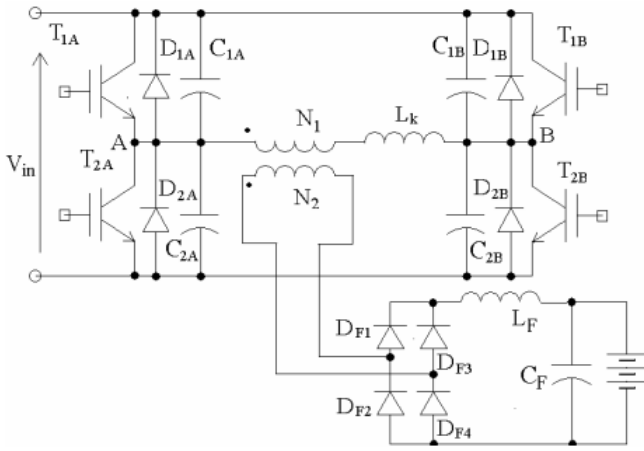 T1A
D1A
C1A
C1B
D1B
T1B
A
N1
Lk
B
Vin
T2A
D2A
C2A
N2
D2B
C2B
T2B
DF1
DF3
LF
CF
DF2
DF4